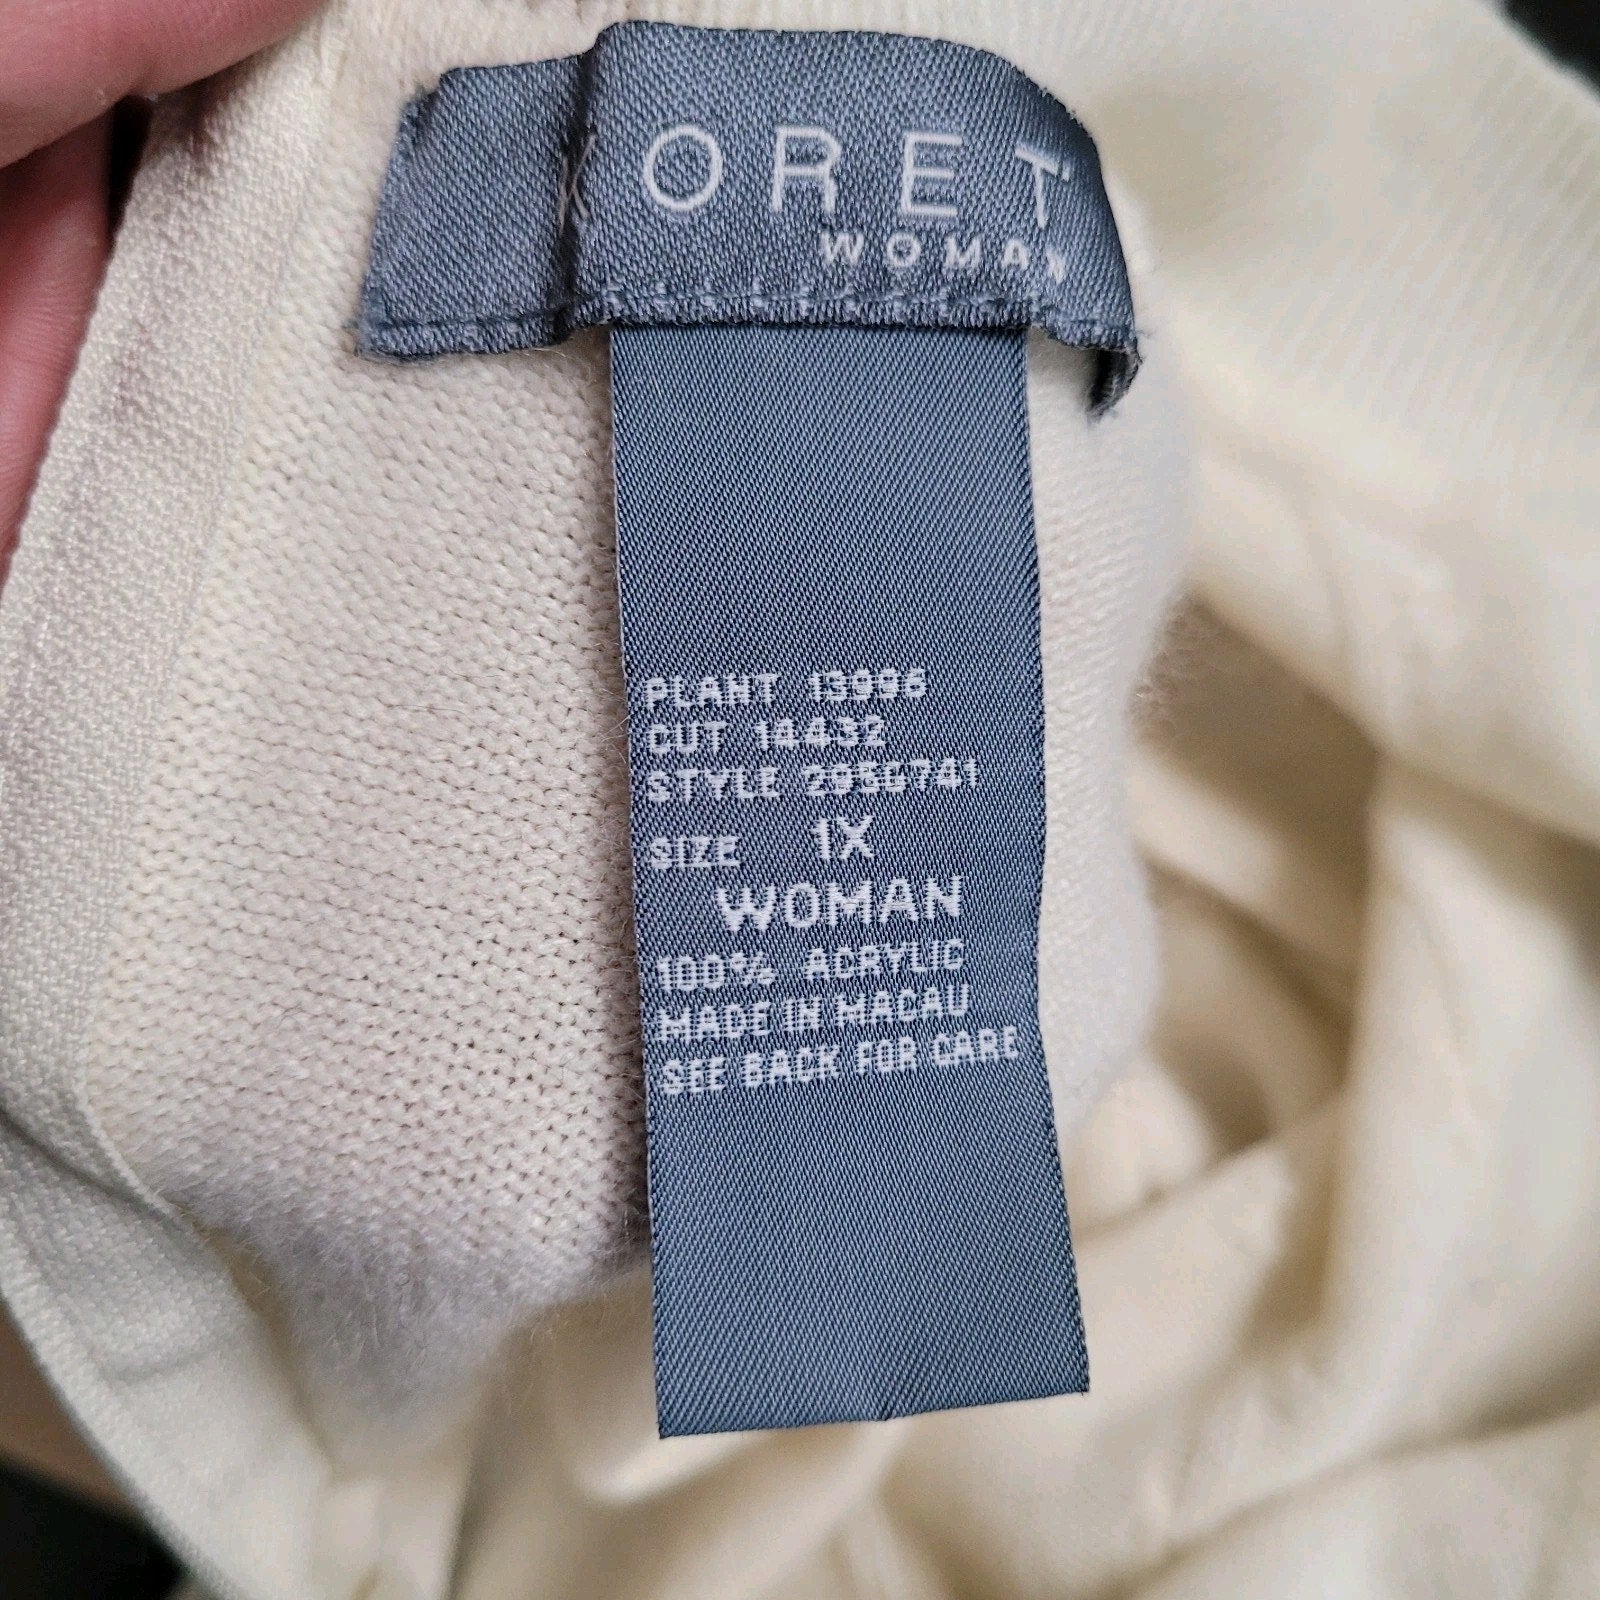 KORET
WOMAN
PLANT 13996
CUT 14432
STYLE 2956741
SIZE 1X
WOMAN
100% ACRYLIC
MADE IN MACAU
SEE BACK FOR CARE